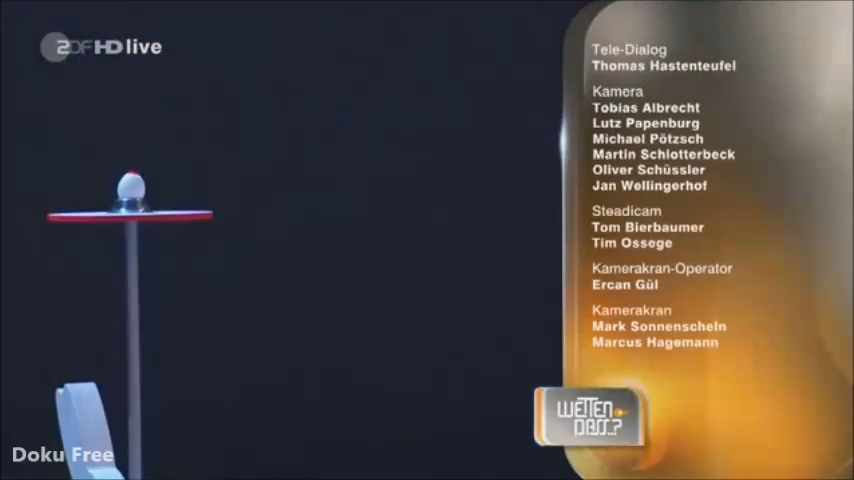 ZDF HD live
Tele-Dialog
Thomas Hastenteufel
Kamera
Tobias Albrecht
Lutz Papenburg
Michael Pötzsch
Martin Schlotterbeck
Oliver Schüssler
Jan Wellingerhof
Steadicam
Tom Bierbaumer
Tim Ossege
Kamerakran-Operator
Ercan Gül
Kamerakran
Mark Sonnenschein
Marcus Hagemann
WETTEN
DASS..?
Doku Free